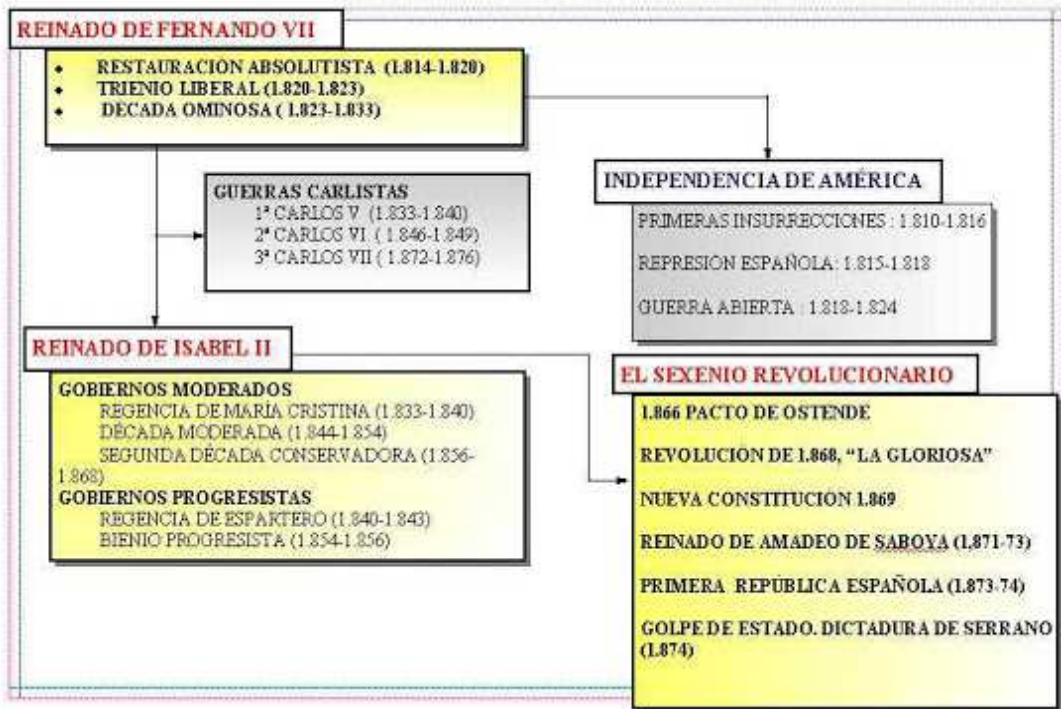 REINADO DE FERNANDO VII
• RESTAURACIÓN ABSOLUTISTA (1.814-1.820)
• TRIENIO LIBERAL (1.820-1.823)
• DÉCADA OMINOSA ( 1.823-1.833)
GUERRAS CARLISTAS
1ª CARLOS V (1.833-1.840)
2ª CARLOS VI ( 1.846-1.849)
3ª CARLOS VII ( 1.872-1.876)
INDEPENDENCIA DE AMÉRICA
PRIMERAS INSURRECCIONES : 1.810-1.816
REPRESION ESPAÑOLA: 1.815-1.818
GUERRA ABIERTA : 1.818-1.824
REINADO DE ISABEL II
GOBIERNOS MODERADOS
REGENCIA DE MARÍA CRISTINA (1.833-1.840)
DÉCADA MODERADA (1.844-1.854)
SEGUNDA DÉCADA CONSERVADORA (1.856-
1.868)
GOBIERNOS PROGRESISTAS
REGENCIA DE ESPARTERO (1.840-1.843)
BIENIO PROGRESISTA (1.854-1.856)
EL SEXENIO REVOLUCIONARIO
1.866 PACTO DE OSTENDE
REVOLUCIÓN DE 1.868, “LA GLORIOSA”
NUEVA CONSTITUCIÓN 1.869
REINADO DE AMADEO DE SABOYA (1,871-73)
PRIMERA REPÚBLICA ESPAÑOLA (1.873-74)
GOLPE DE ESTADO. DICTADURA DE SERRANO
(1.874)